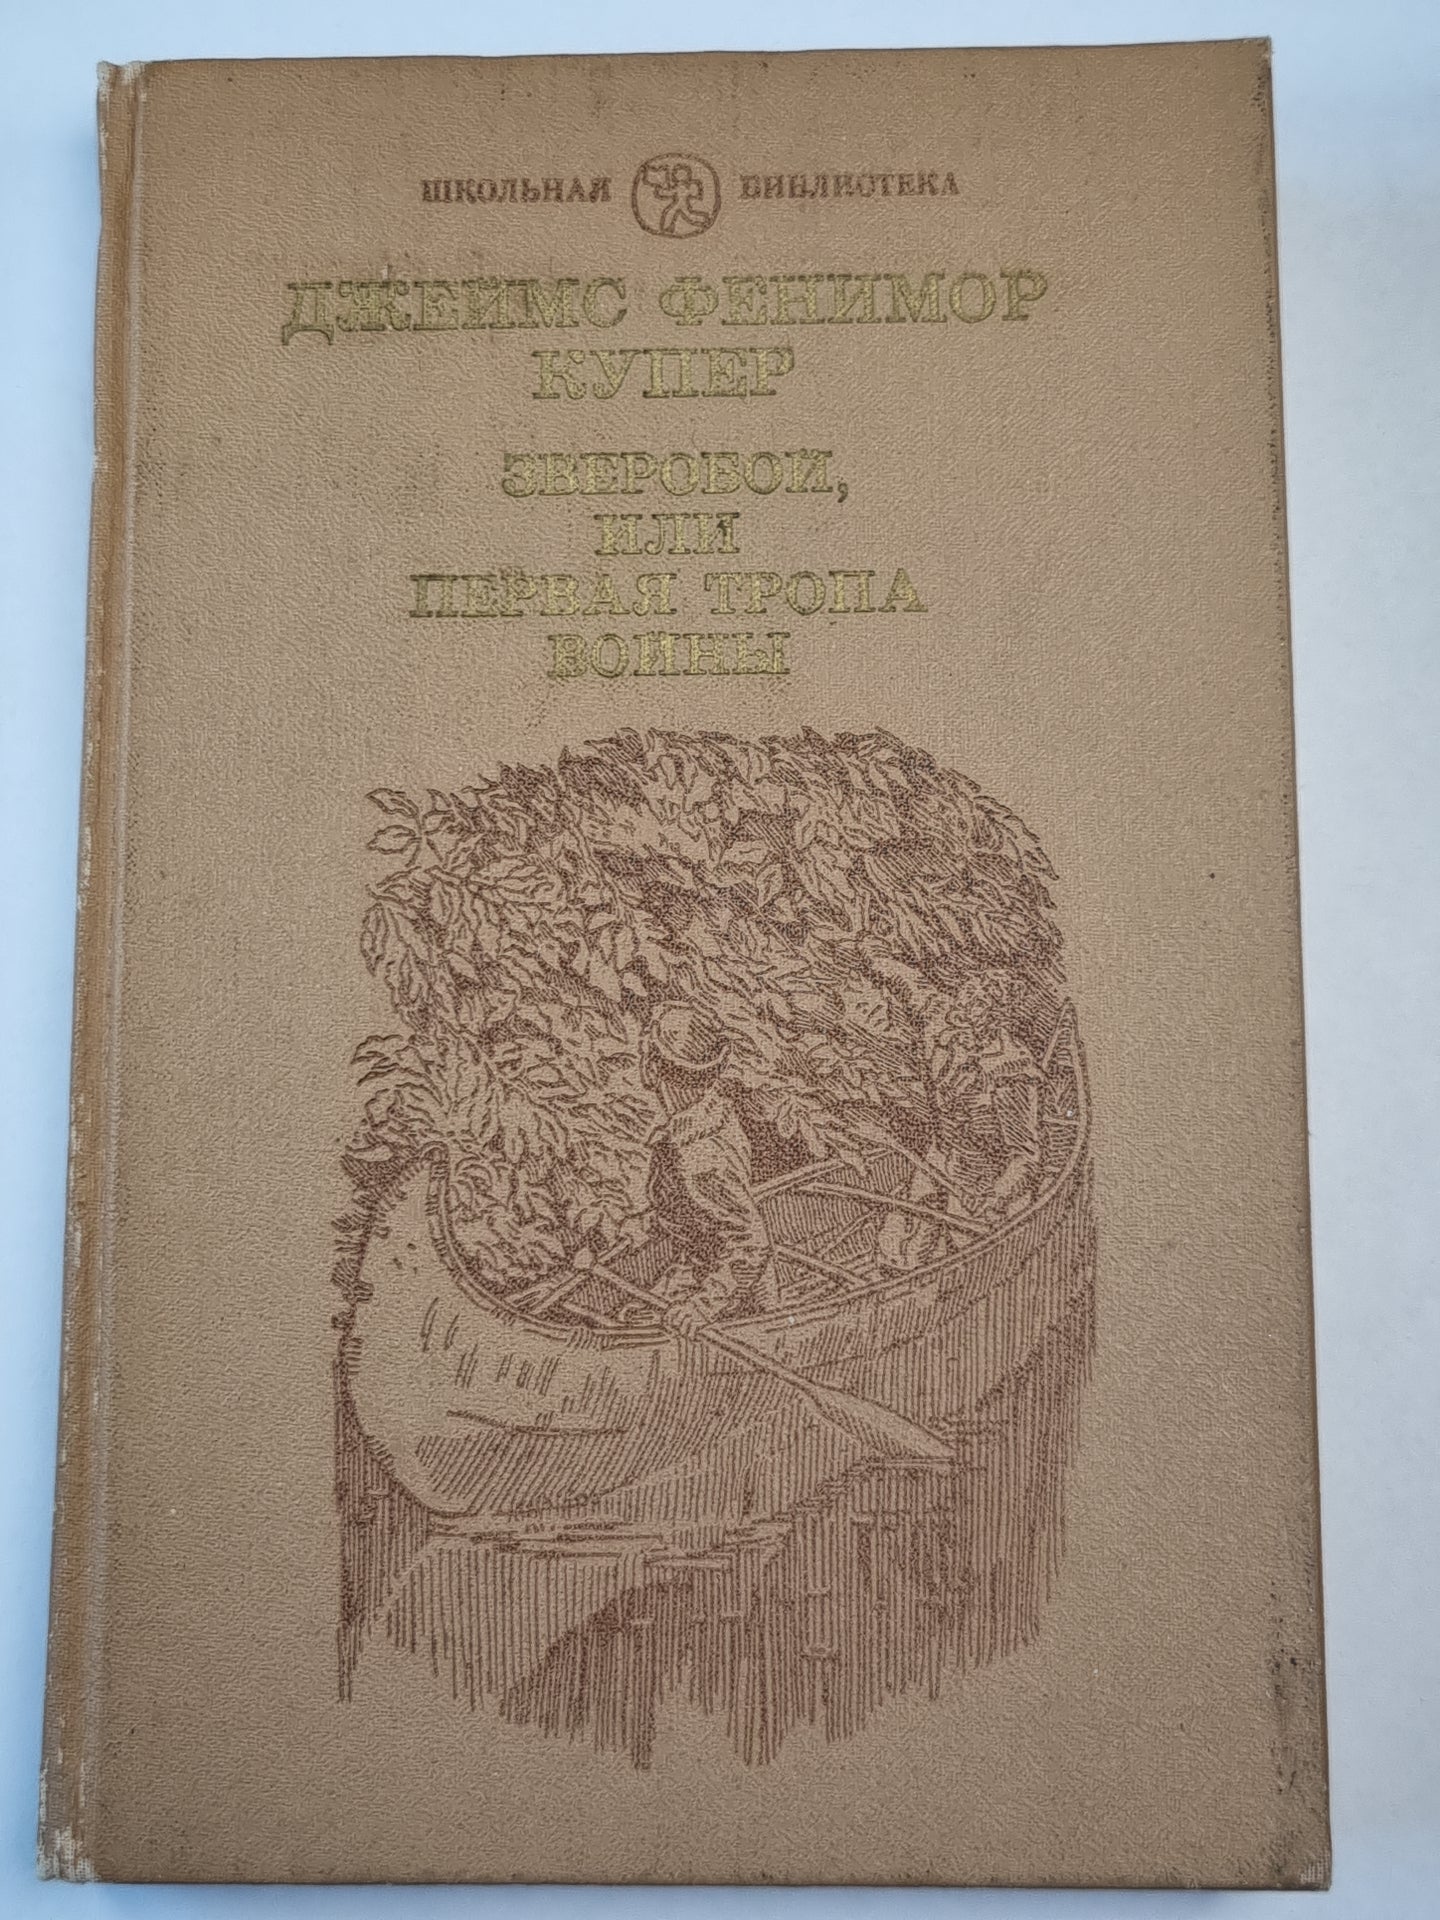 ШКОЛЬНАЯ БИБЛИОТЕКА
ДЖЕЙМС ФЕНИМОР
КУПЕР
ЗВЕРОБОЙ,
ИЛИ
ПЕРВАЯ ТРОПА
ВОЙНЫ